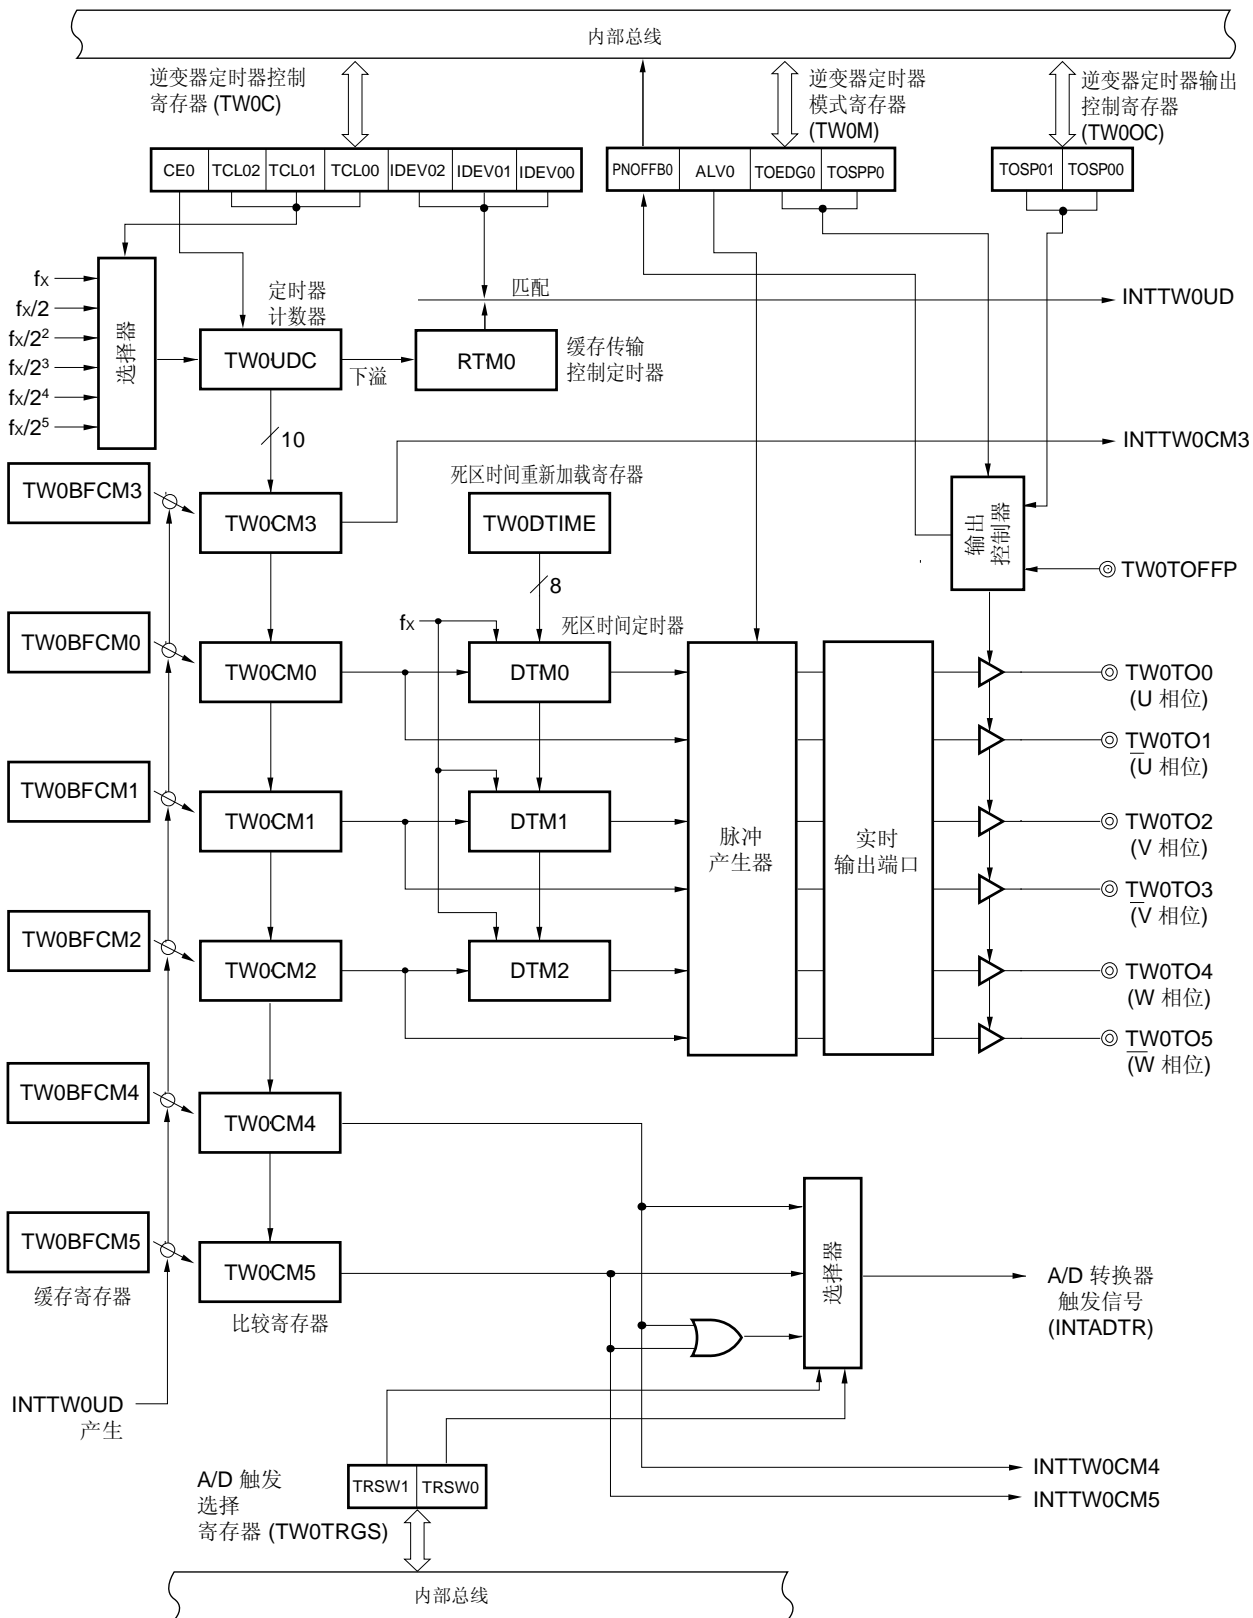 内部总线
逆变器定时器控制
寄存器 (TW0C)
逆变器定时器
模式寄存器
(TW0M)
逆变器定时器输出
控制寄存器
(TW0OC)
CE0 TCL02 TCL01 TCL00 IDEV02 IDEV01 IDEV00
PNOFFB0 ALV0 TOEDG0 TOSPP0
TOSP01 TOSP00
fx
fx/2
fx/2²
fx/2³
fx/2⁴
fx/2⁵
选择器
定时器
计数器
TW0UDC
下溢
RTM0
匹配
缓存传输
控制定时器
INTTW0UD
10
INTTW0CM3
TW0BFCM3
TW0CM3
死区时间重新加载寄存器
TW0DTIME
8
输出
控制器
TW0TOFFP
fx
死区时间定时器
TW0BFCM0
TW0CM0
DTM0
TW0TO0
(U 相位)
TW0TO1
(U̅ 相位)
TW0BFCM1
TW0CM1
DTM1
脉冲
产生器
实时
输出端口
TW0TO2
(V 相位)
TW0TO3
(V̅ 相位)
TW0BFCM2
TW0CM2
DTM2
TW0TO4
(W 相位)
TW0TO5
(W̅ 相位)
TW0BFCM4
TW0CM4
TW0BFCM5
TW0CM5
缓存寄存器
比较寄存器
选择器
A/D 转换器
触发信号
(INTADTR)
INTTW0UD
产生
A/D 触发
选择
寄存器 (TW0TRGS)
TRSW1 TRSW0
INTTW0CM4
INTTW0CM5
内部总线